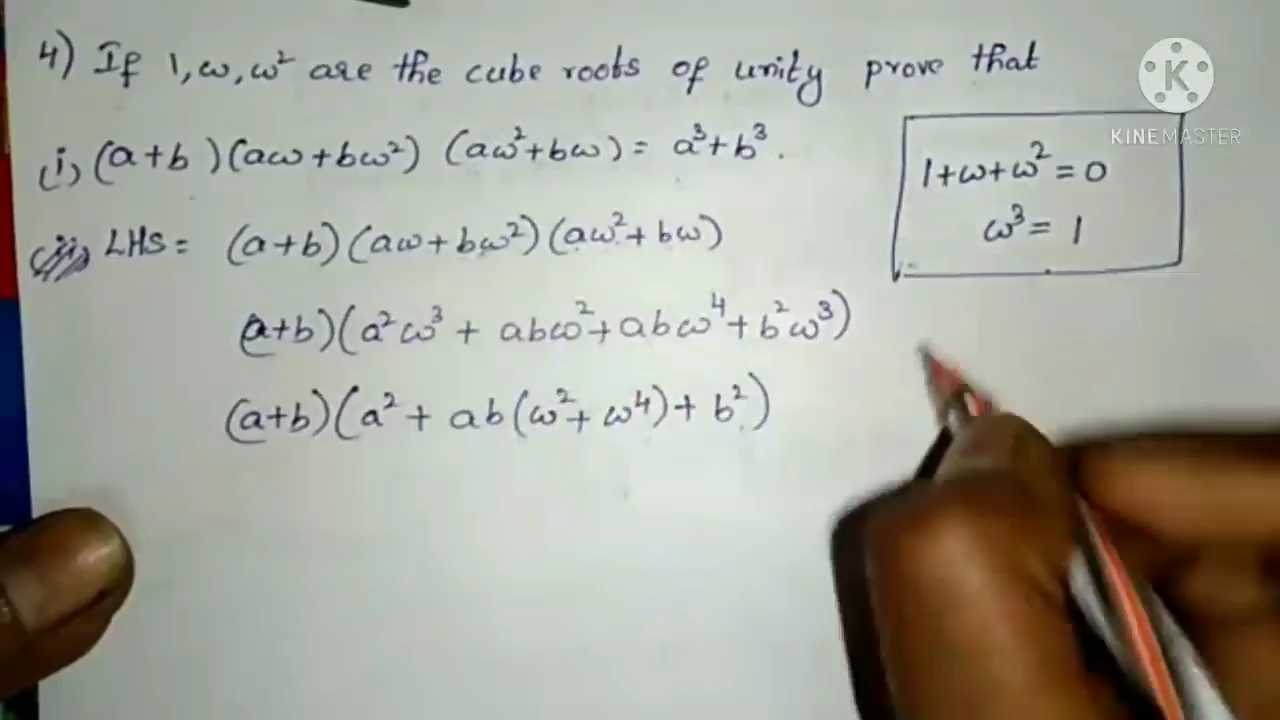 4) If 1, ω, ω² are the cube roots of unity prove that
(i) (a+b)(aω+bω²) (aω²+bω) = a³+b³.
LHS = (a+b)(aω+bω²)(aω²+bω)
(a+b)(a²ω³ + abω²+abω⁴+b²ω³)
(a+b)(a²+ ab(ω²+ω⁴)+ b²)
1+ω+ω²=0
ω³= 1
K
KINEMASTER